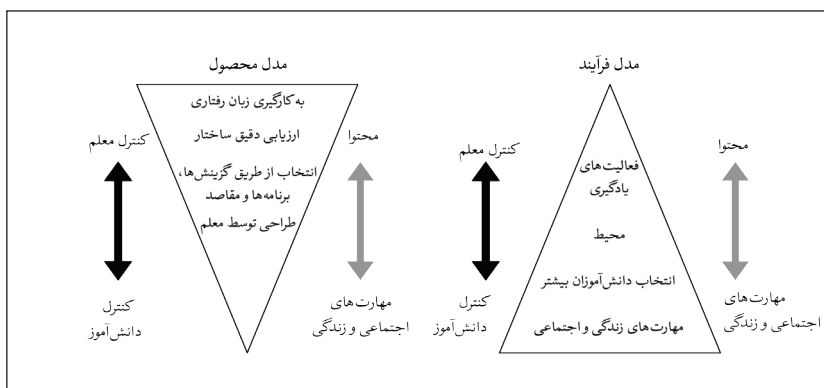 مدل فرآیند
محتوا
کنترل معلم
فعالیت‌های
یادگیری
محیط
انتخاب دانش‌آموزان بیشتر
مهارت‌های زندگی و اجتماعی
مهارت‌های
اجتماعی و زندگی
کنترل
دانش‌آموز
مدل محصول
به کارگیری زبان رفتاری
ارزیابی دقیق ساختار
انتخاب از طریق گزینش‌ها،
برنامه‌ها و مقاصد
طراحی توسط معلم
محتوا
کنترل معلم
مهارت‌های
اجتماعی و زندگی
کنترل
دانش‌آموز